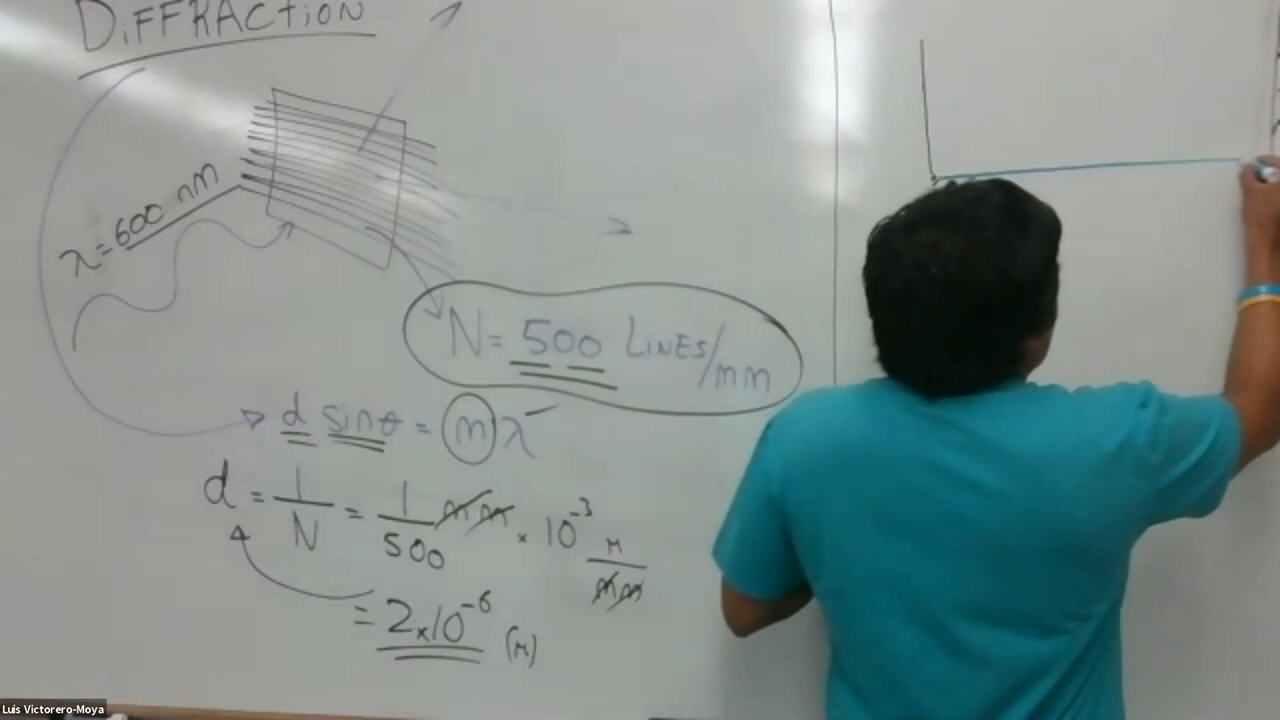 DIFFRACTION
λ = 600 nm
N = 500 LINES/mm
d sinθ = m λ
d = 1/N = 1/500 mm × 10⁻³ M/mm
= 2×10⁻⁶ (M)
Luis Victorero-Moya